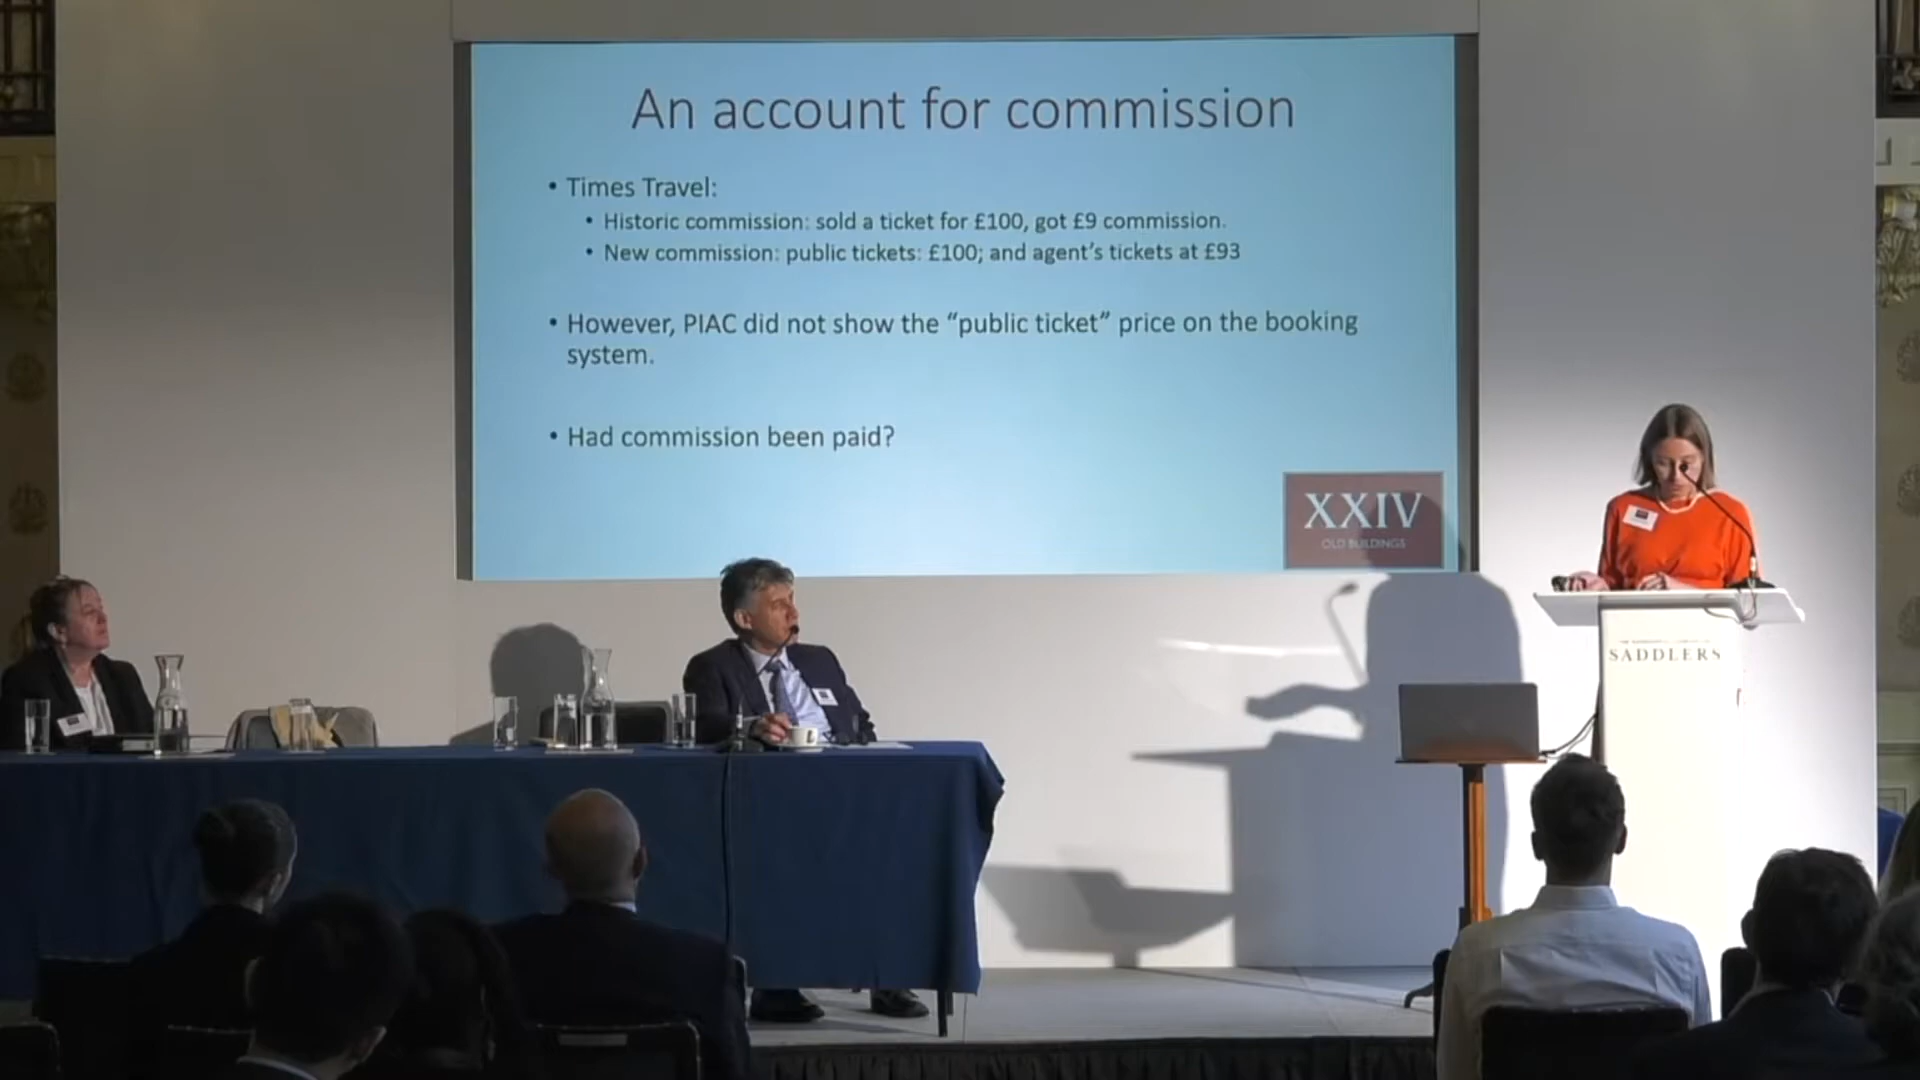 An account for commission
• Times Travel:
• Historic commission: sold a ticket for £100, got £9 commission.
• New commission: public tickets: £100; and agent's tickets at £93
• However, PIAC did not show the “public ticket” price on the booking
system.
• Had commission been paid?
XXIV
OLD BUILDINGS
SADDLERS